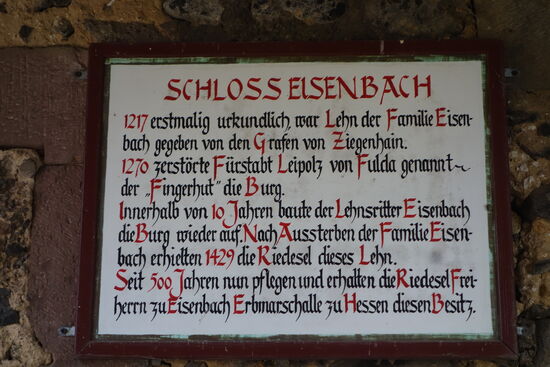 SCHLOSS EISENBACH
1217 erstmalig urkundlich, war Lehn der Familie Eisen-
bach gegeben von den Grafen von Ziegenhain.
1270 zerstörte Fürstabt Leipolz von Fulda genannt~
der „Fingerhut" die Burg.
Innerhalb von 10 Jahren baute der Lehnsritter Eisenbach
die Burg wieder auf. Nach Aussterben der Familie Eisen-
bach erhielten 1429 die Riedesel dieses Lehn.
Seit 500 Jahren nun pflegen und erhalten die Riedesel Frei-
herrn zu Eisenbach Erbmarschalle zu Hessen diesen Besitz.